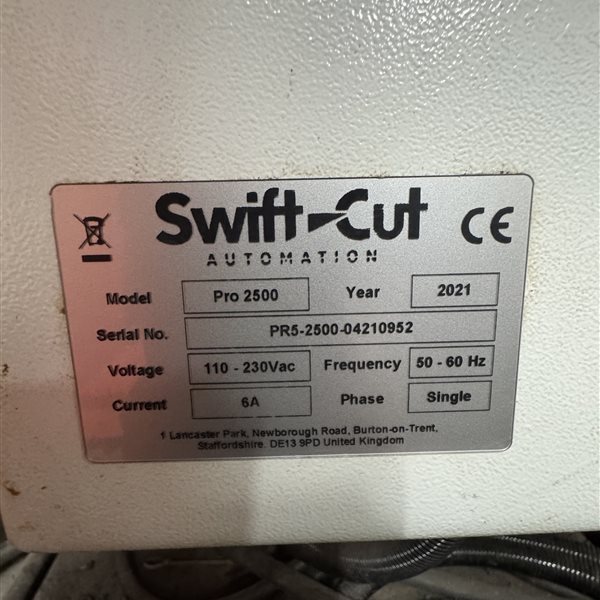 Swift-Cut CE
AUTOMATION
Model Pro 2500 Year 2021
Serial No. PR5-2500-04210952
Voltage 110 - 230Vac Frequency 50 - 60 Hz
Current 6A Phase Single
1 Lancaster Park, Newborough Road, Burton-on-Trent,
Staffordshire. DE13 9PD United Kingdom